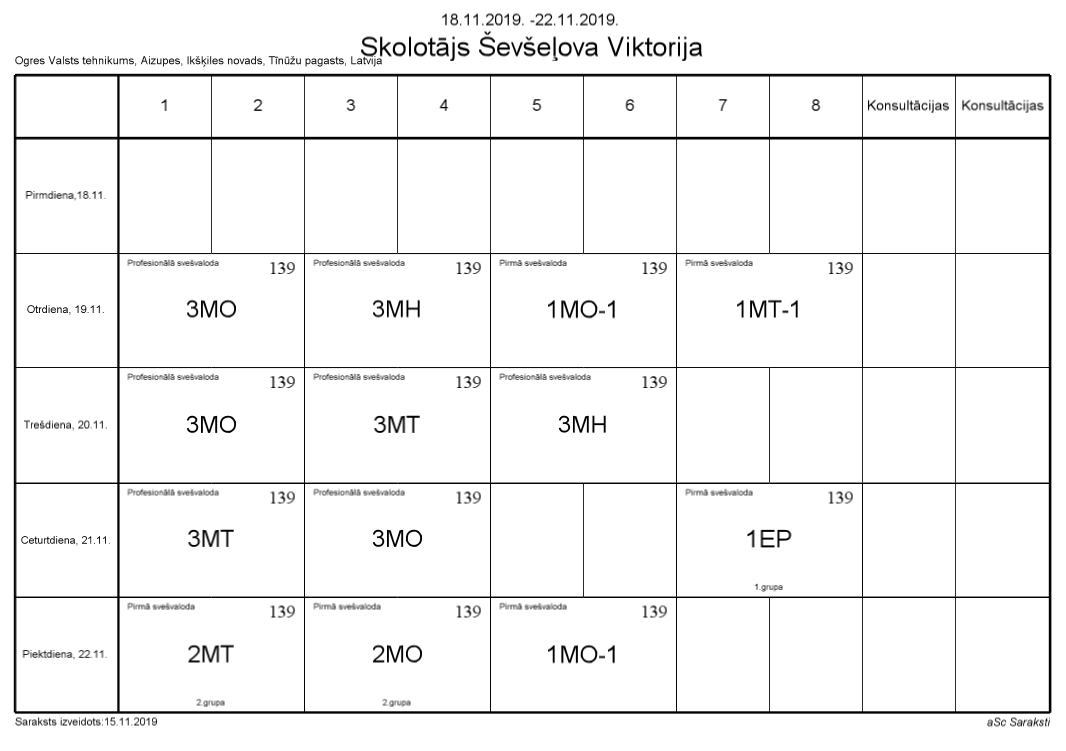 18.11.2019. -22.11.2019.
Skolotājs Ševšeļova Viktorija
Ogres Valsts tehnikums, Aizupes, Ikšķiles novads, Tīnūžu pagasts, Latvija
1 2 3 4 5 6 7 8 Konsultācijas Konsultācijas
Pirmdiena,18.11.
Profesionālā svešvaloda 139 Profesionālā svešvaloda 139 Pirmā svešvaloda 139 Pirmā svešvaloda 139
Otrdiena, 19.11. 3MO 3MH 1MO-1 1MT-1
Profesionālā svešvaloda 139 Profesionālā svešvaloda 139 Profesionālā svešvaloda 139
Trešdiena, 20.11. 3MO 3MT 3MH
Profesionālā svešvaloda 139 Profesionālā svešvaloda 139 Pirmā svešvaloda 139
Ceturtdiena, 21.11. 3MT 3MO 1EP
1.grupa
Pirmā svešvaloda 139 Pirmā svešvaloda 139 Pirmā svešvaloda 139
Piektdiena, 22.11. 2MT 2MO 1MO-1
2.grupa 2.grupa
Saraksts izveidots:15.11.2019 aSc Saraksti